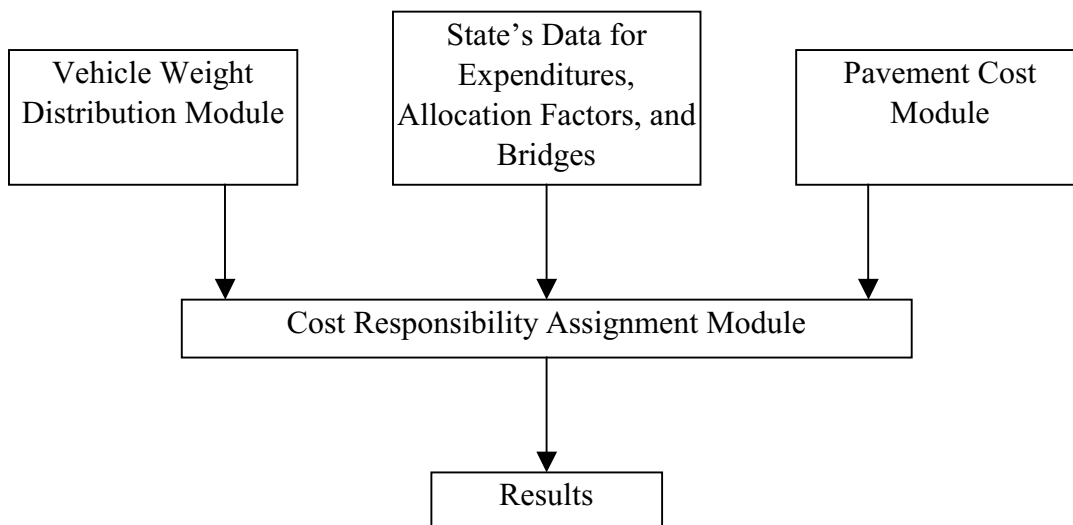 Vehicle Weight
Distribution Module
State’s Data for
Expenditures,
Allocation Factors, and
Bridges
Pavement Cost
Module
Cost Responsibility Assignment Module
Results